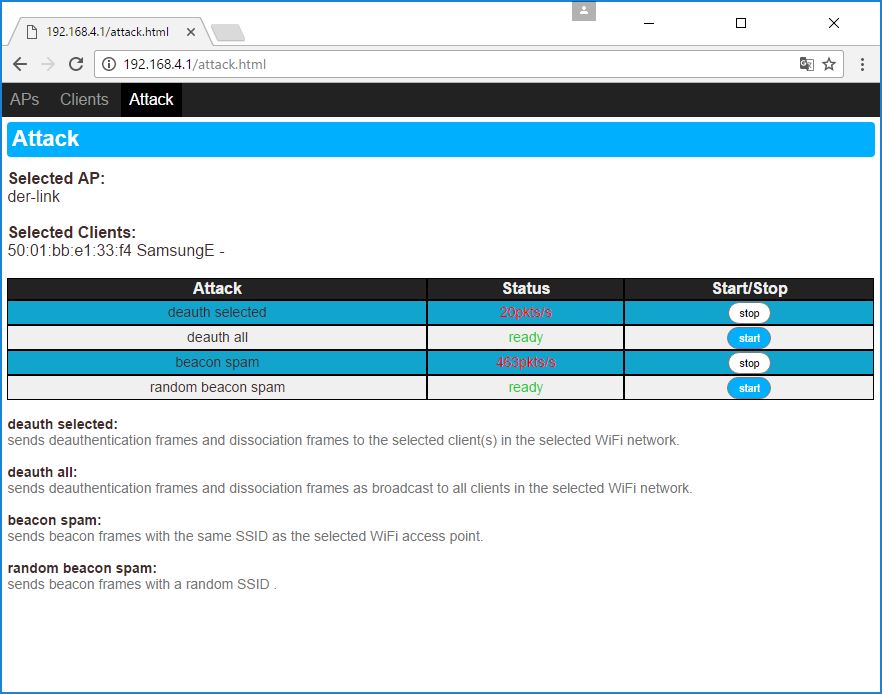 192.168.4.1/attack.html
192.168.4.1/attack.html
APs Clients Attack
Attack
Selected AP:
der-link
Selected Clients:
50:01:bb:e1:33:f4 SamsungE -
Attack Status Start/Stop
deauth selected 20pkts/s stop
deauth all ready start
beacon spam 463pkts/s stop
random beacon spam ready start
deauth selected:
sends deauthentication frames and dissociation frames to the selected client(s) in the selected WiFi network.
deauth all:
sends deauthentication frames and dissociation frames as broadcast to all clients in the selected WiFi network.
beacon spam:
sends beacon frames with the same SSID as the selected WiFi access point.
random beacon spam:
sends beacon frames with a random SSID .